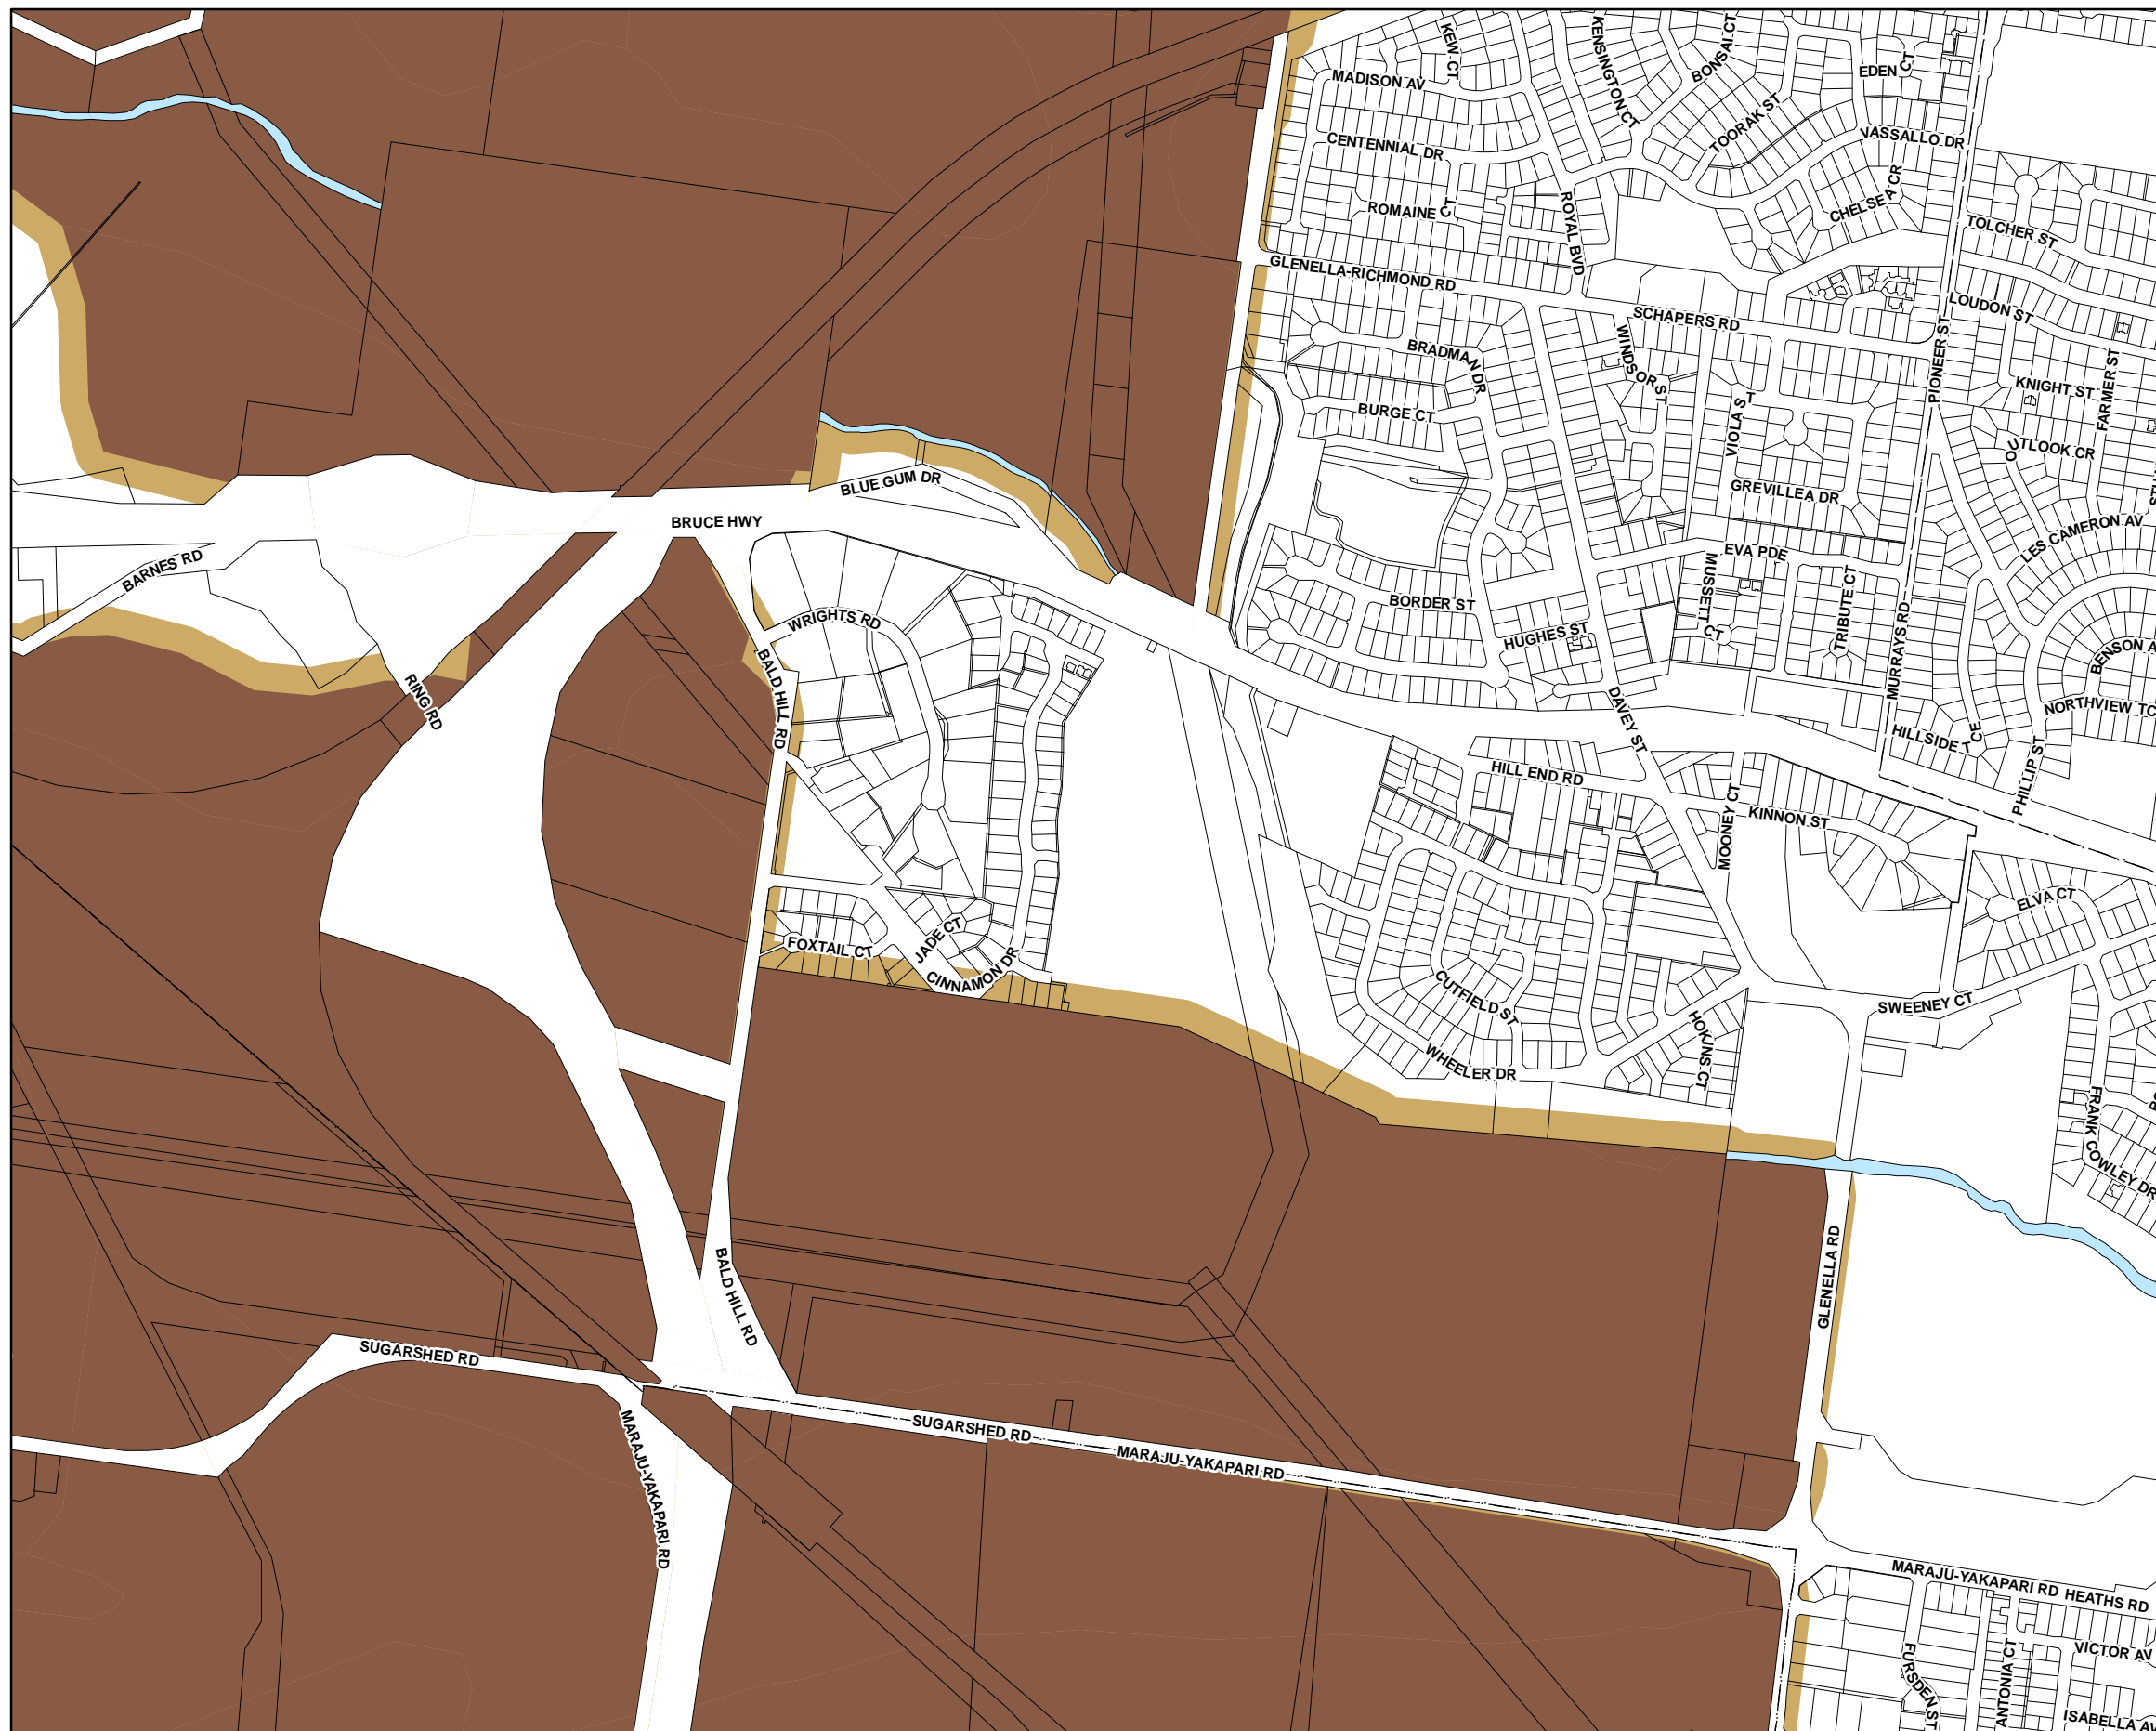 KEW CT
KENSINGTON CT
BONSAI CT
EDEN CT
MADISON AV
TOORAK ST
VASSALLO DR
CENTENNIAL DR
CHELSEA CR
ROMAINE CT
ROYAL BVD
TOLCHER ST
GLENELLA-RICHMOND RD
LOUDON ST
SCHAPERS RD
PIONEER ST
WINDSOR ST
BRADMAN DR
KNIGHT ST
FARMER ST
BURGE CT
VIOLA ST
OUTLOOK CR
BLUE GUM DR
GREVILLEA DR
BRUCE HWY
LES CAMERON AV
BARNES RD
EVA PDE
MUSSETT CT
TRIBUTE CT
BORDER ST
WRIGHTS RD
HUGHES ST
MURRAYS RD
BENSON A
BALD HILL RD
RING RD
DAVEY ST
NORTHVIEW TC
HILLSIDE TCE
PHILLIP ST
HILL END RD
MOONEY CT
KINNON ST
ELVA CT
FOXTAIL CT
JADE CT
CINNAMON DR
CUTFIELD ST
SWEENEY CT
HOKINS CT
WHEELER DR
FRANK COWLEY DR
GLENELLA RD
BALD HILL RD
SUGARSHED RD
SUGARSHED RD
MARAJU-YAKAPARI RD
MARAJU-YAKAPARI RD
MARAJU-YAKAPARI RD
HEATHS RD
VICTOR AV
FURSDEN ST
ANTONIA CT
ISABELLA AV